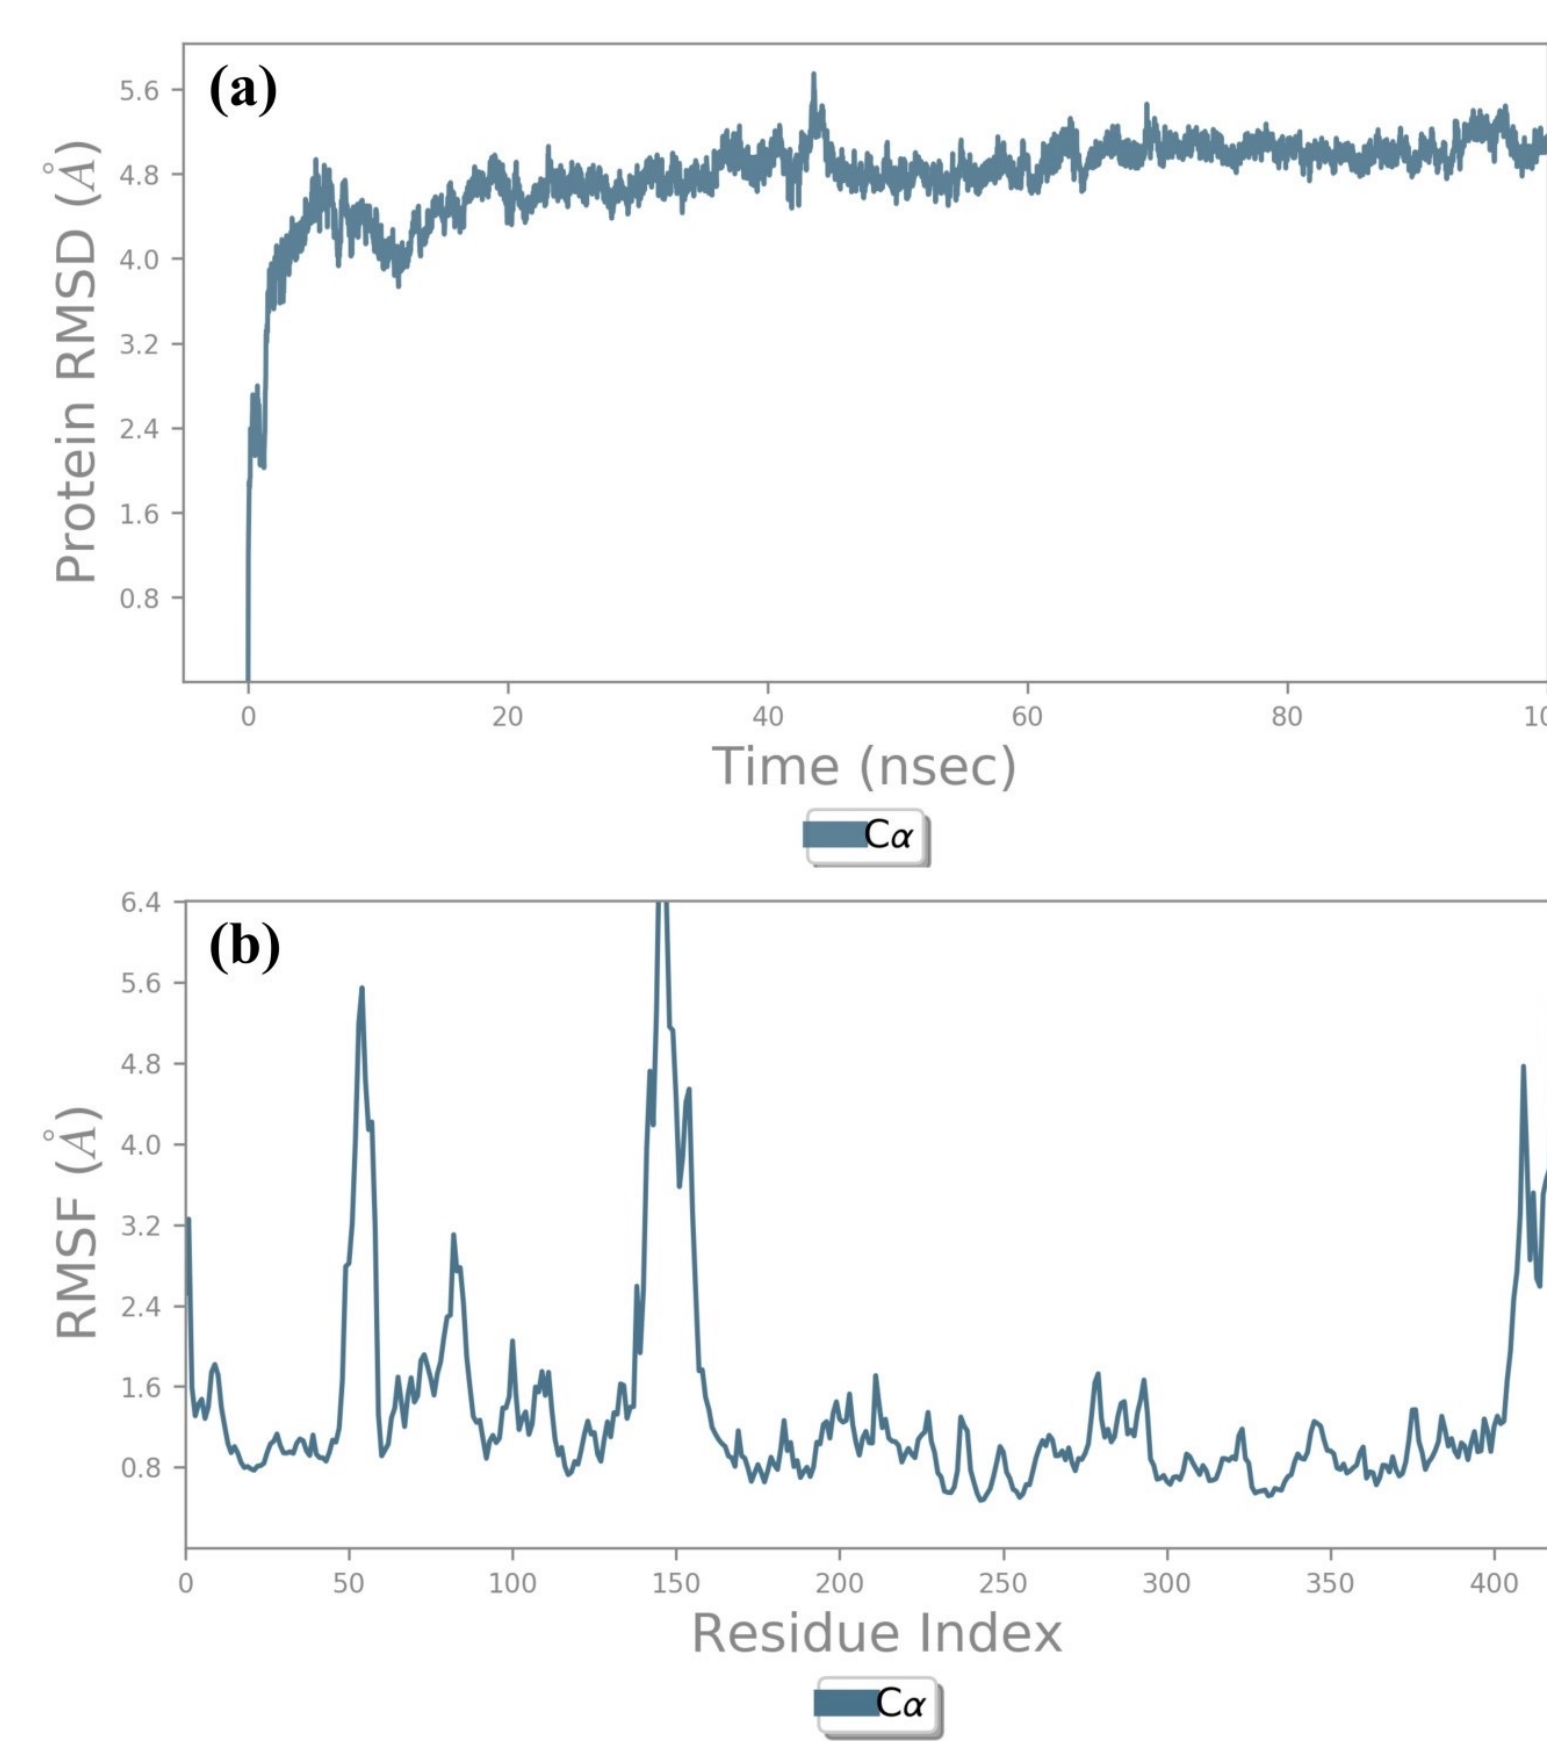 (a)
Protein RMSD (Å)
5.6
4.8
4.0
3.2
2.4
1.6
0.8
0 20 40 60 80 10
Time (nsec)
Cα
(b)
RMSF (Å)
6.4
5.6
4.8
4.0
3.2
2.4
1.6
0.8
0 50 100 150 200 250 300 350 400
Residue Index
Cα